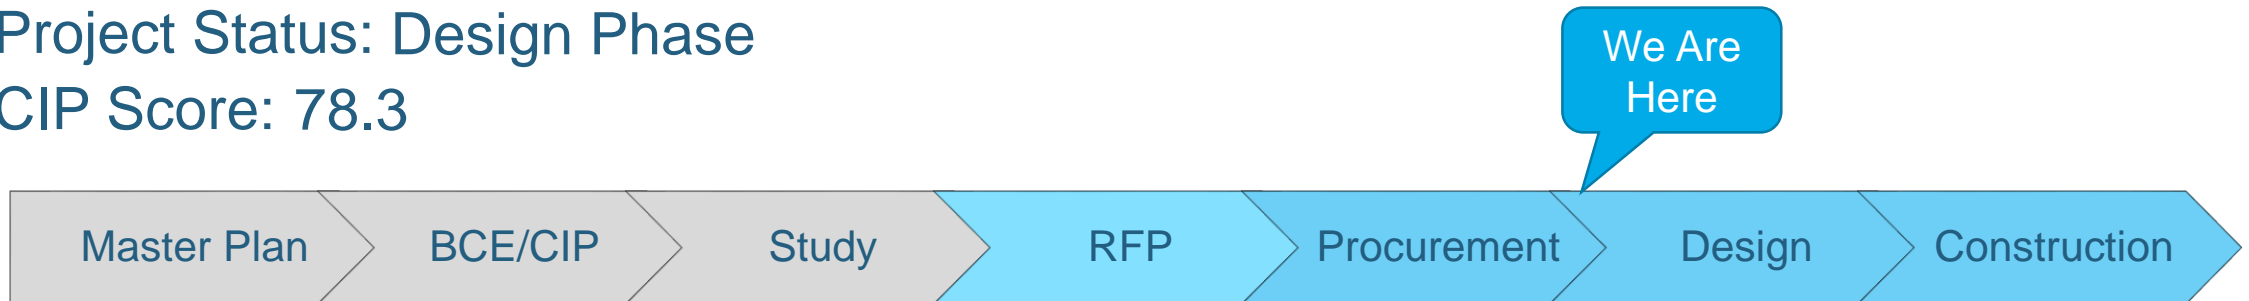 Project Status: Design Phase
CIP Score: 78.3
We Are
Here
Master Plan
BCE/CIP
Study
RFP
Procurement
Design
Construction